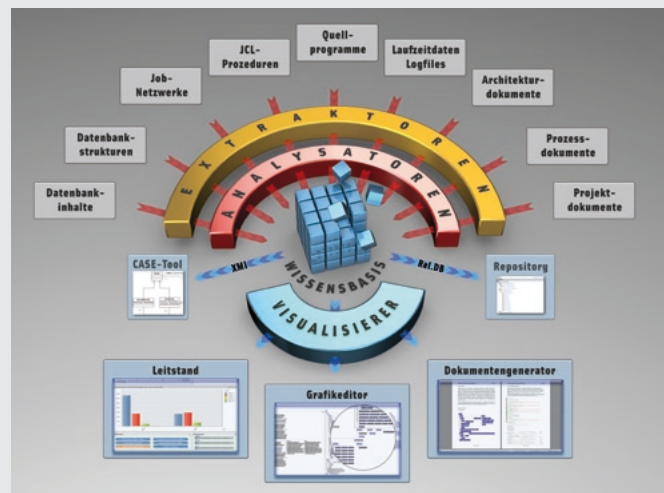 Quell-
programme
JCL-
Prozeduren
Laufzeitdaten
Logfiles
Job-
Netzwerke
Architektur-
dokumente
Datenbank-
strukturen
Prozess-
dokumente
Datenbank-
inhalte
Projekt-
dokumente
EXTRAKTOREN
ANALYSATOREN
CASE-Tool
XMI
WISSENSBASIS
Rel.DB
Repository
VISUALISIERER
Leitstand
Grafikeditor
Dokumentengenerator